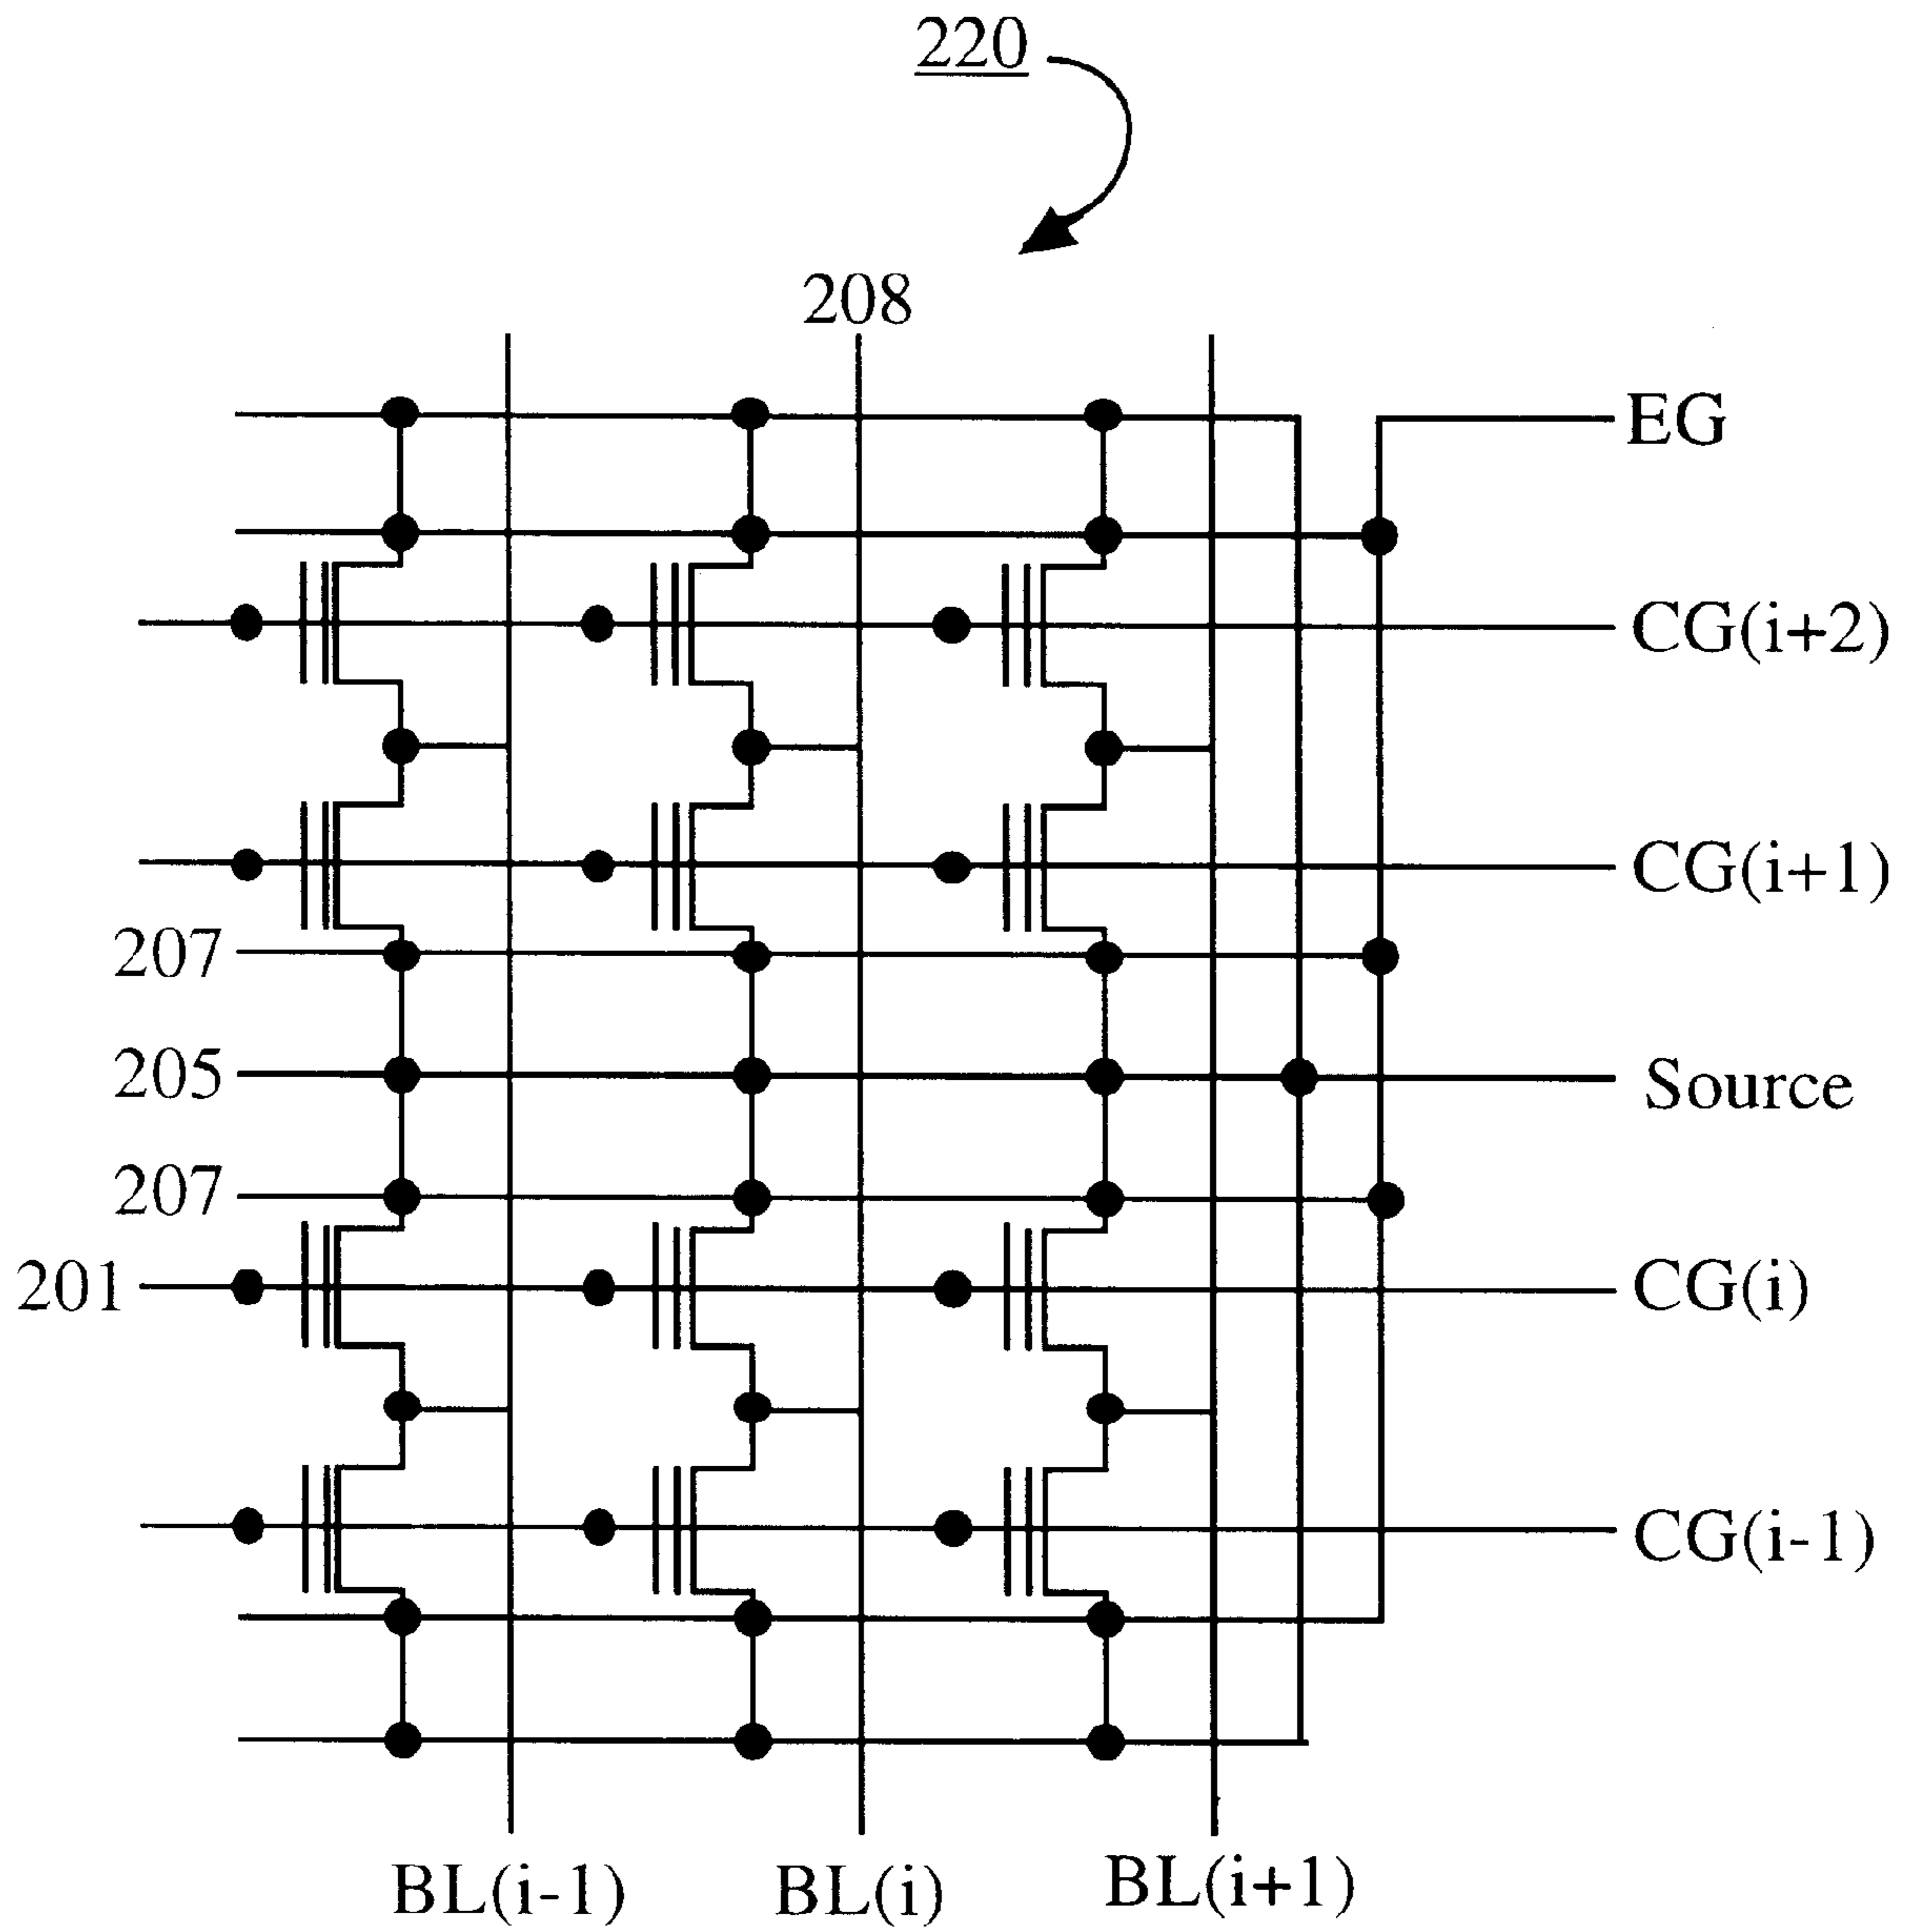 220
208
EG
CG(i+2)
CG(i+1)
207
205
Source
207
201
CG(i)
CG(i-1)
BL(i-1)
BL(i)
BL(i+1)